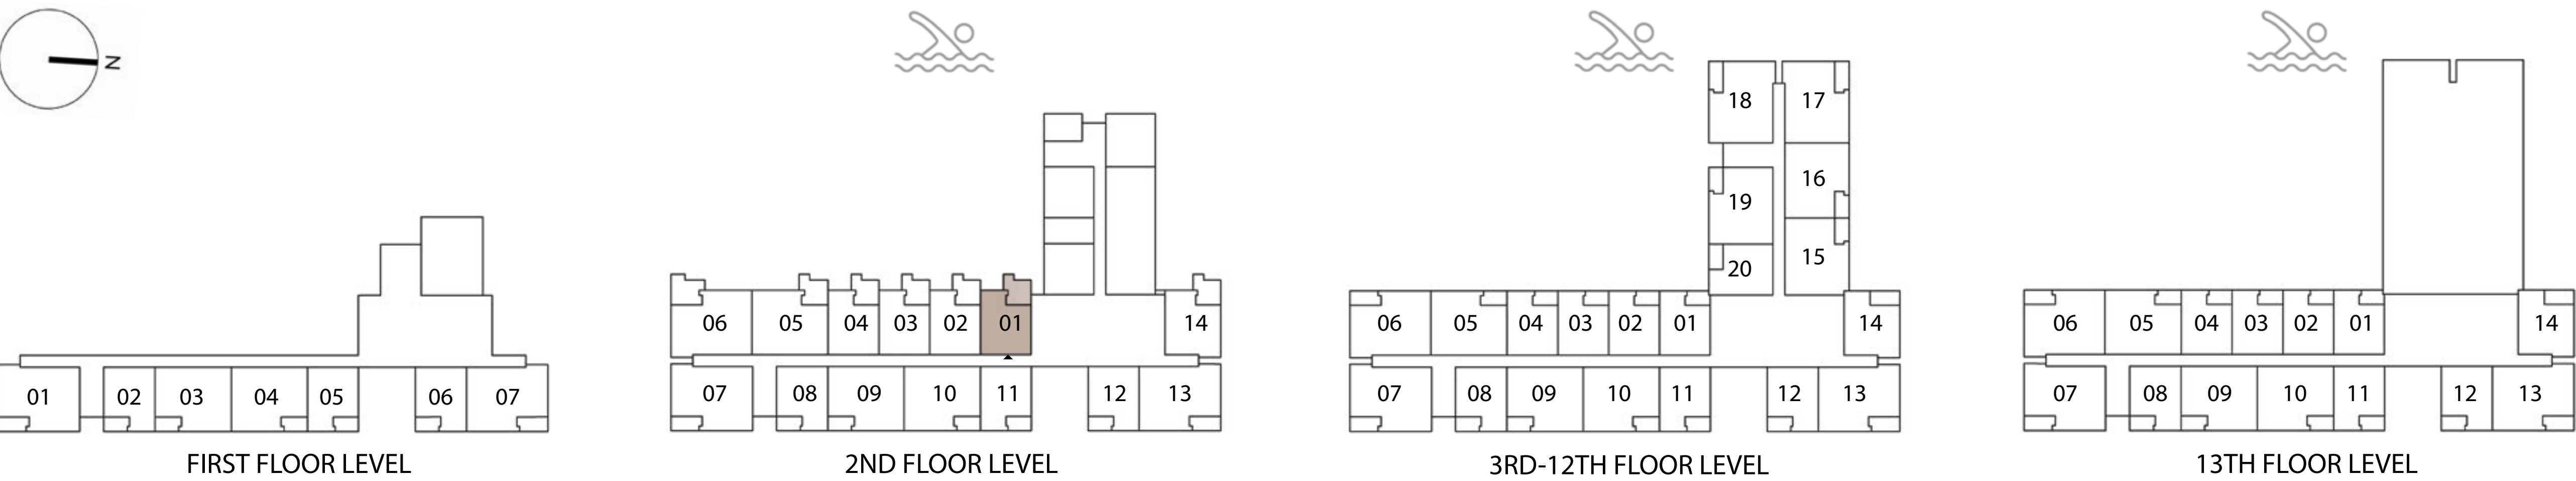 N
18 17
16
19
15
20
06 05 04 03 02 01 14
06 05 04 03 02 01 14
06 05 04 03 02 01 14
01 02 03 04 05 06 07
07 08 09 10 11 12 13
07 08 09 10 11 12 13
07 08 09 10 11 12 13
FIRST FLOOR LEVEL
2ND FLOOR LEVEL
3RD-12TH FLOOR LEVEL
13TH FLOOR LEVEL